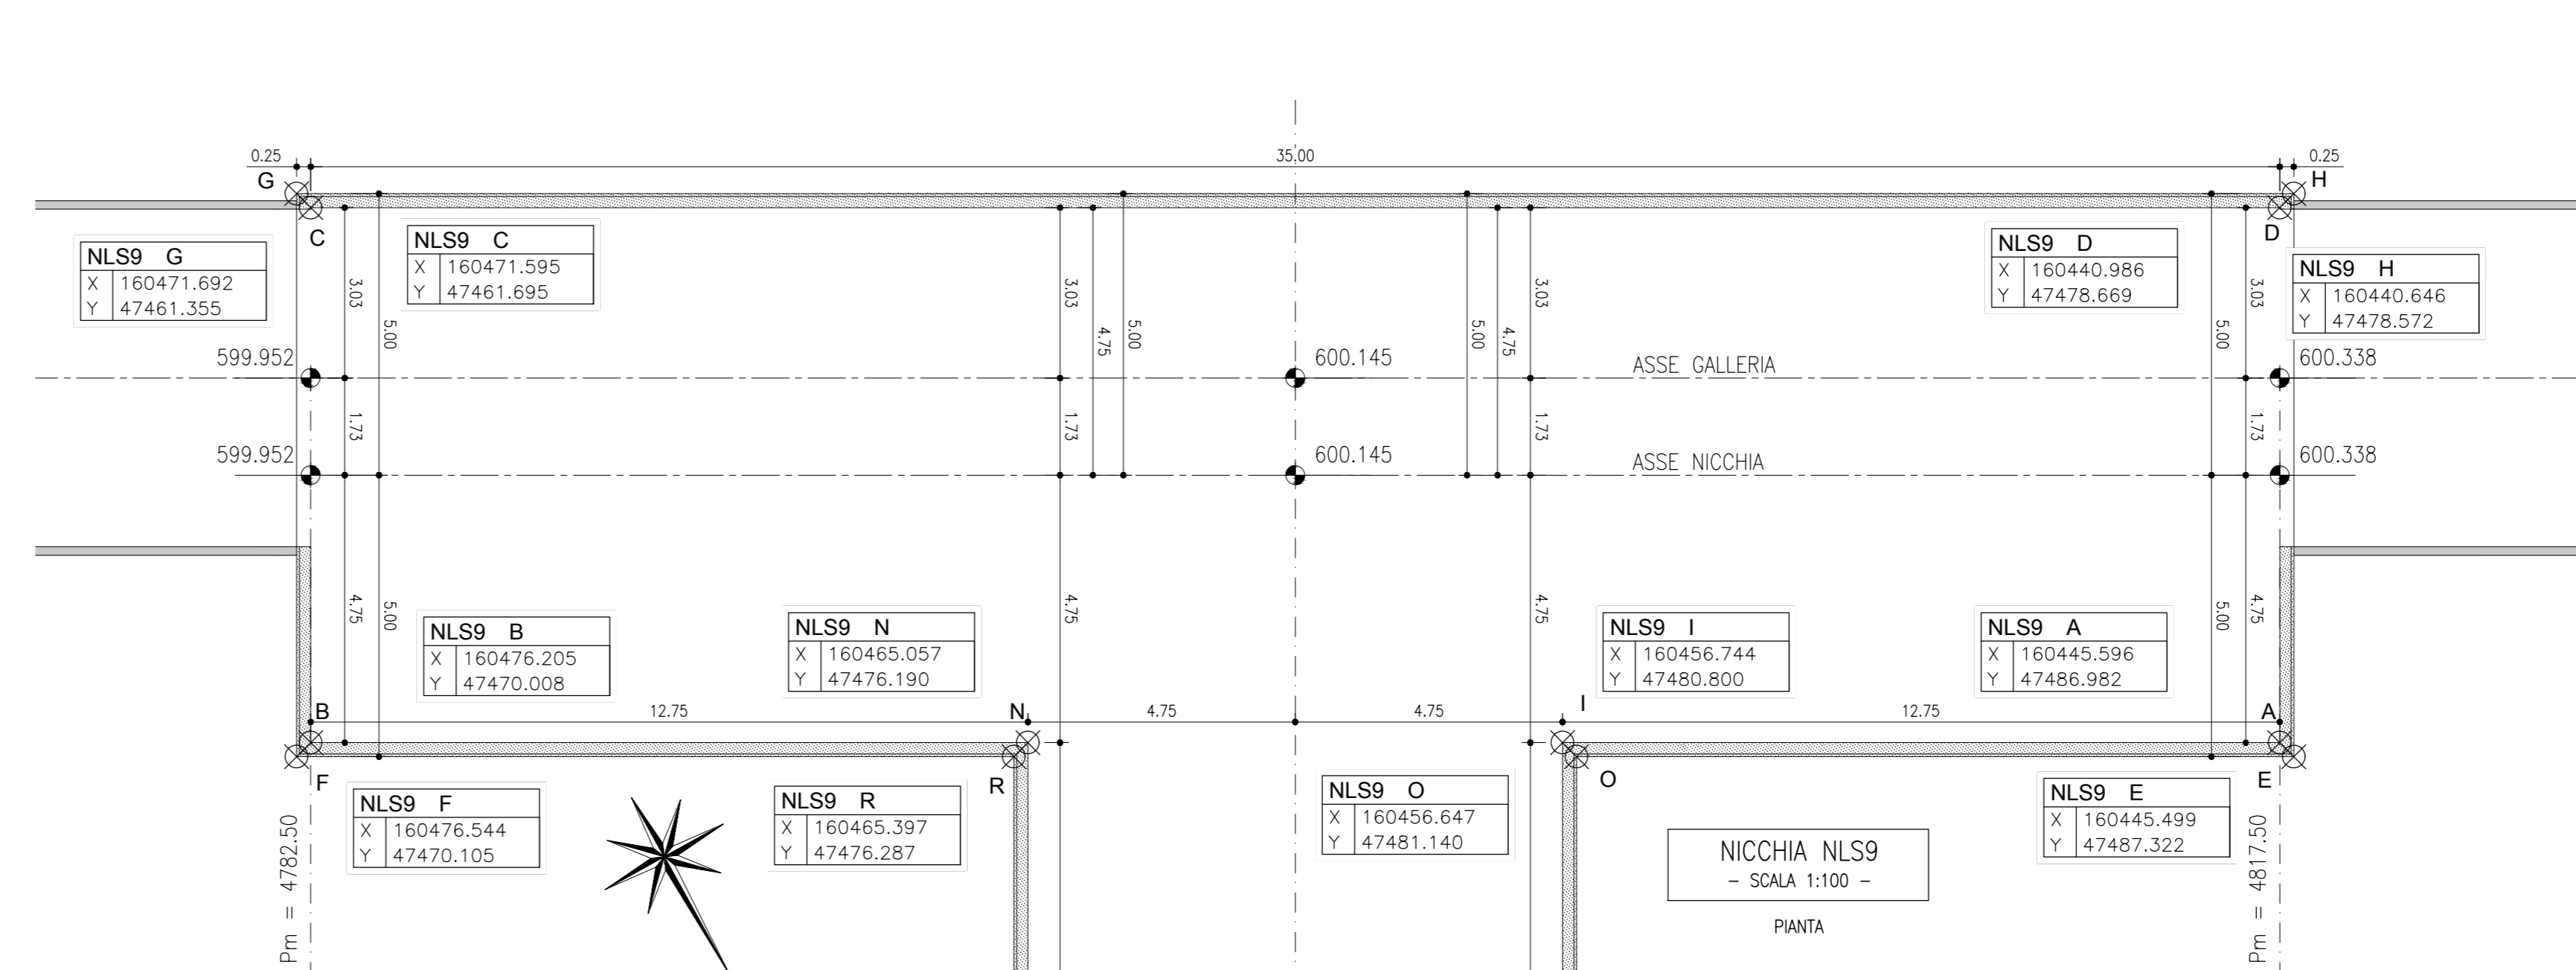 0.25
35.00
0.25
G
H
C
D
NLS9 G
X 160471.692
Y 47461.355
NLS9 C
X 160471.595
Y 47461.695
NLS9 D
X 160440.986
Y 47478.669
NLS9 H
X 160440.646
Y 47478.572
3.03
5.00
3.03
4.75
5.00
5.00
4.75
3.03
5.00
3.03
599.952
600.145
ASSE GALLERIA
600.338
1.73
1.73
1.73
1.73
599.952
600.145
ASSE NICCHIA
600.338
4.75
5.00
4.75
4.75
5.00
4.75
NLS9 B
X 160476.205
Y 47470.008
NLS9 N
X 160465.057
Y 47476.190
NLS9 I
X 160456.744
Y 47480.800
NLS9 A
X 160445.596
Y 47486.982
B
12.75
N
4.75
4.75
I
12.75
A
F
R
O
E
NLS9 F
X 160476.544
Y 47470.105
NLS9 R
X 160465.397
Y 47476.287
NLS9 O
X 160456.647
Y 47481.140
NLS9 E
X 160445.499
Y 47487.322
Pm = 4782.50
NICCHIA NLS9
– SCALA 1:100 –
PIANTA
Pm = 4817.50